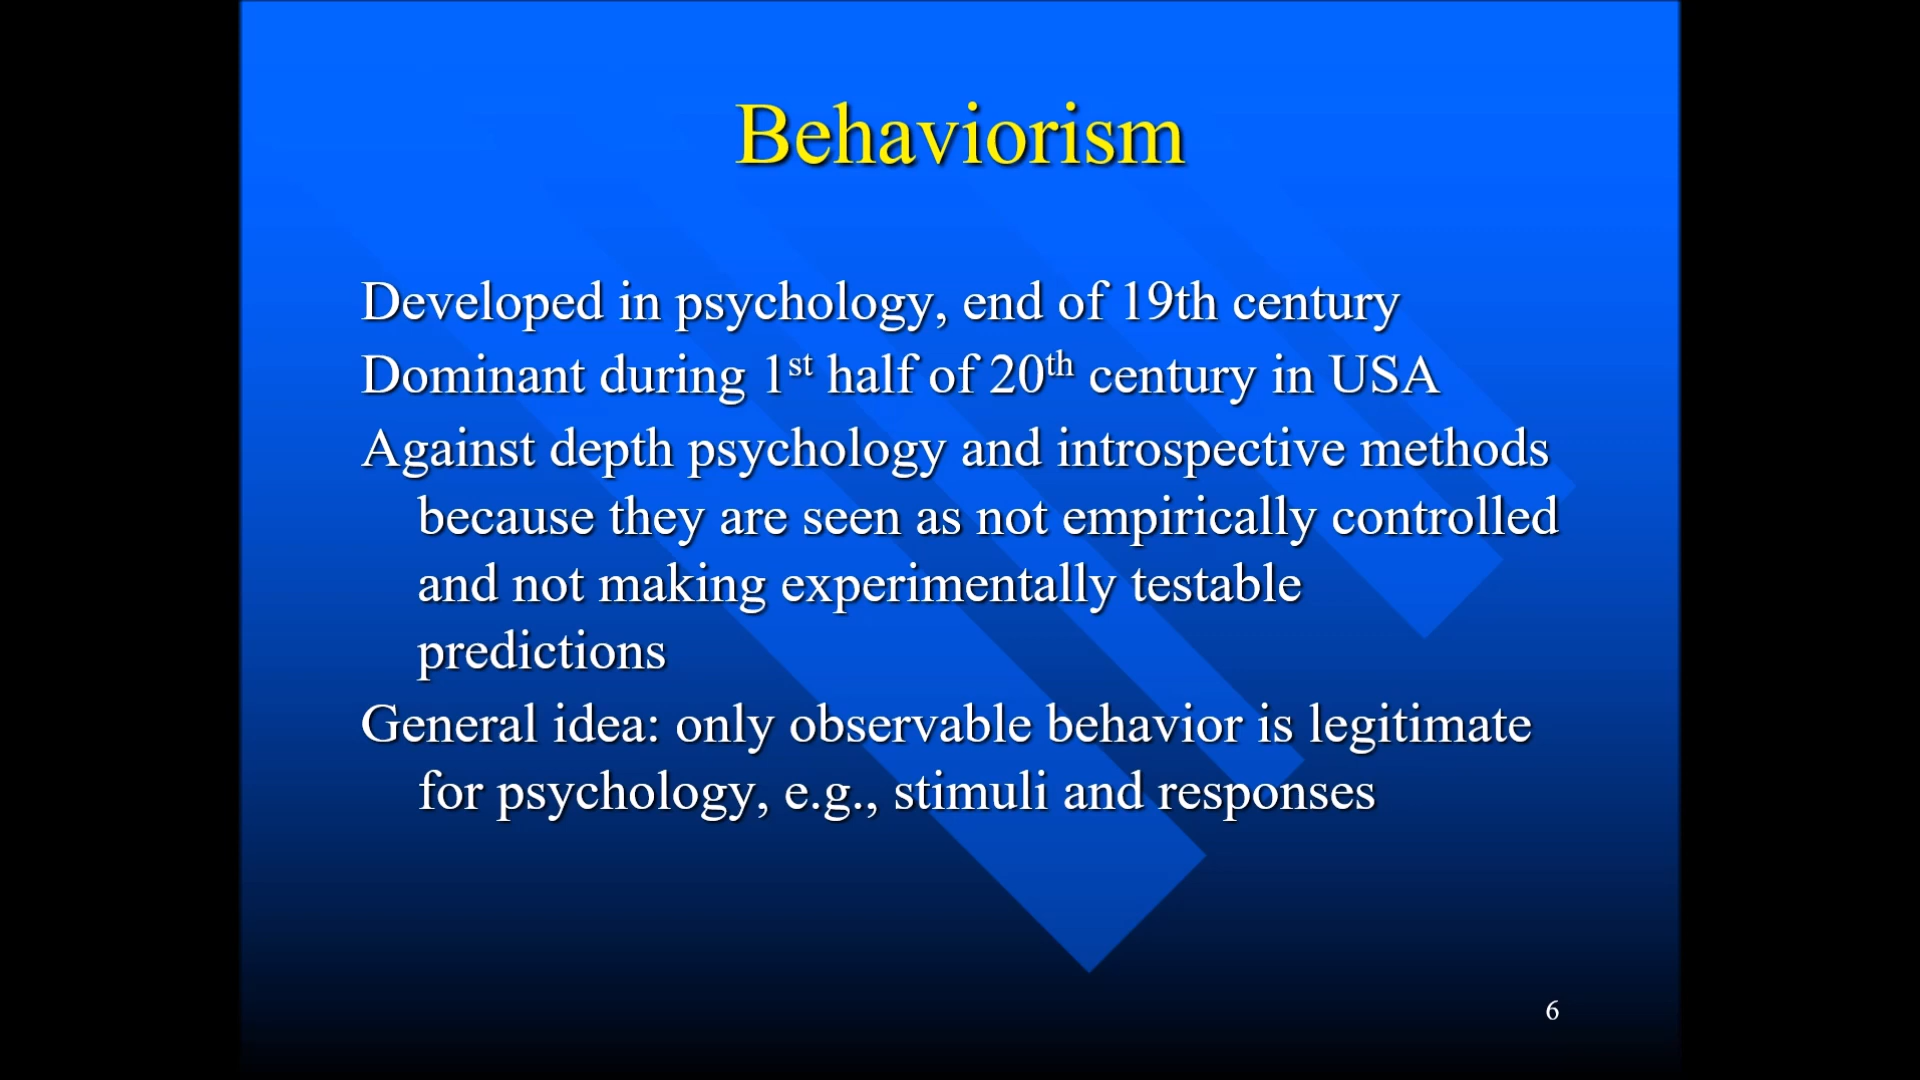 Behaviorism
Developed in psychology, end of 19th century
Dominant during 1st half of 20th century in USA
Against depth psychology and introspective methods
because they are seen as not empirically controlled
and not making experimentally testable
predictions
General idea: only observable behavior is legitimate
for psychology, e.g., stimuli and responses
6